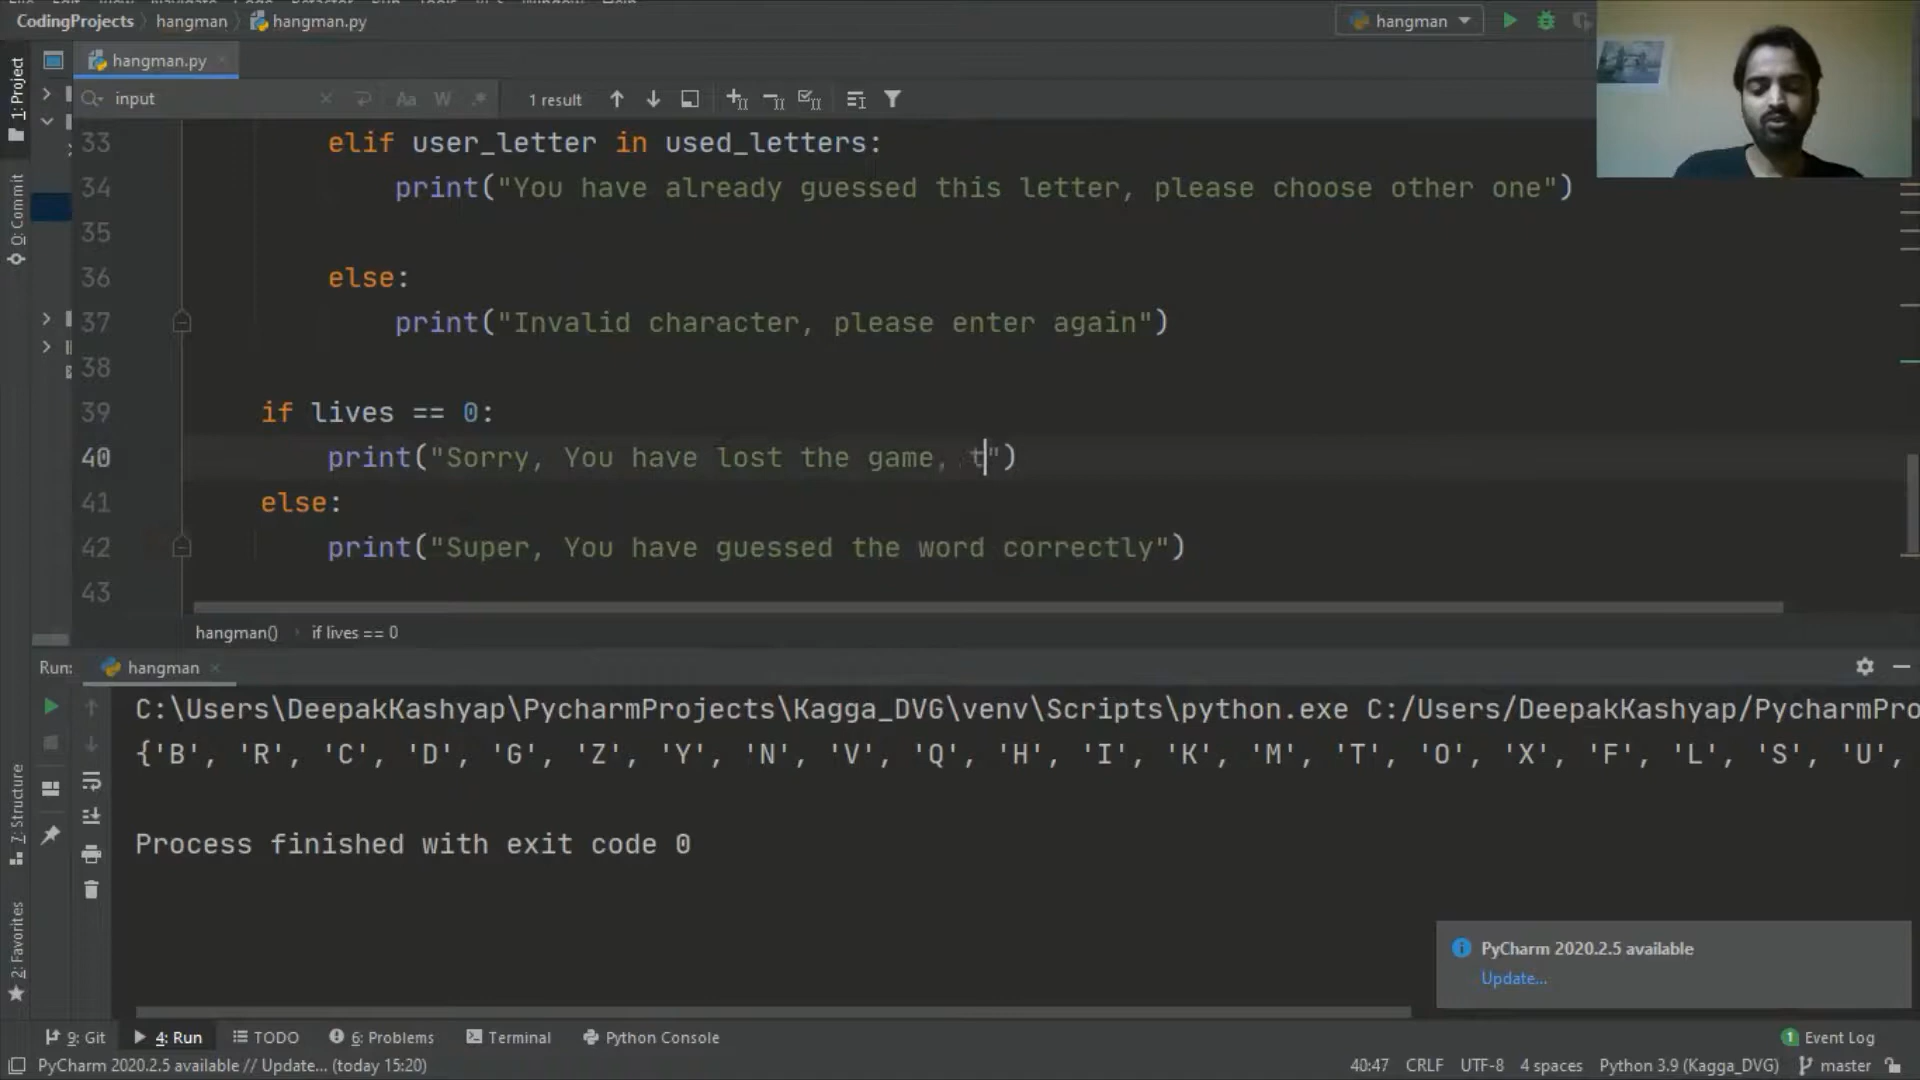 CodingProjects hangman hangman.py hangman
hangman.py
input Aa W .* 1 result
33 elif user_letter in used_letters:
34 print("You have already guessed this letter, please choose other one")
35
36 else:
37 print("Invalid character, please enter again")
38
39 if lives == 0:
40 print("Sorry, You have lost the game, t")
41 else:
42 print("Super, You have guessed the word correctly")
43
hangman() if lives == 0
1: Project
0: Commit
7: Structure
2: Favorites
Run: hangman
C:\Users\DeepakKashyap\PycharmProjects\Kagga_DVG\venv\Scripts\python.exe C:/Users/DeepakKashyap/PycharmPro
{'B', 'R', 'C', 'D', 'G', 'Z', 'Y', 'N', 'V', 'Q', 'H', 'I', 'K', 'M', 'T', 'O', 'X', 'F', 'L', 'S', 'U',
Process finished with exit code 0
PyCharm 2020.2.5 available
Update...
9: Git 4: Run TODO 6: Problems Terminal Python Console 1 Event Log
PyCharm 2020.2.5 available // Update... (today 15:20) 40:47 CRLF UTF-8 4 spaces Python 3.9 (Kagga_DVG) master